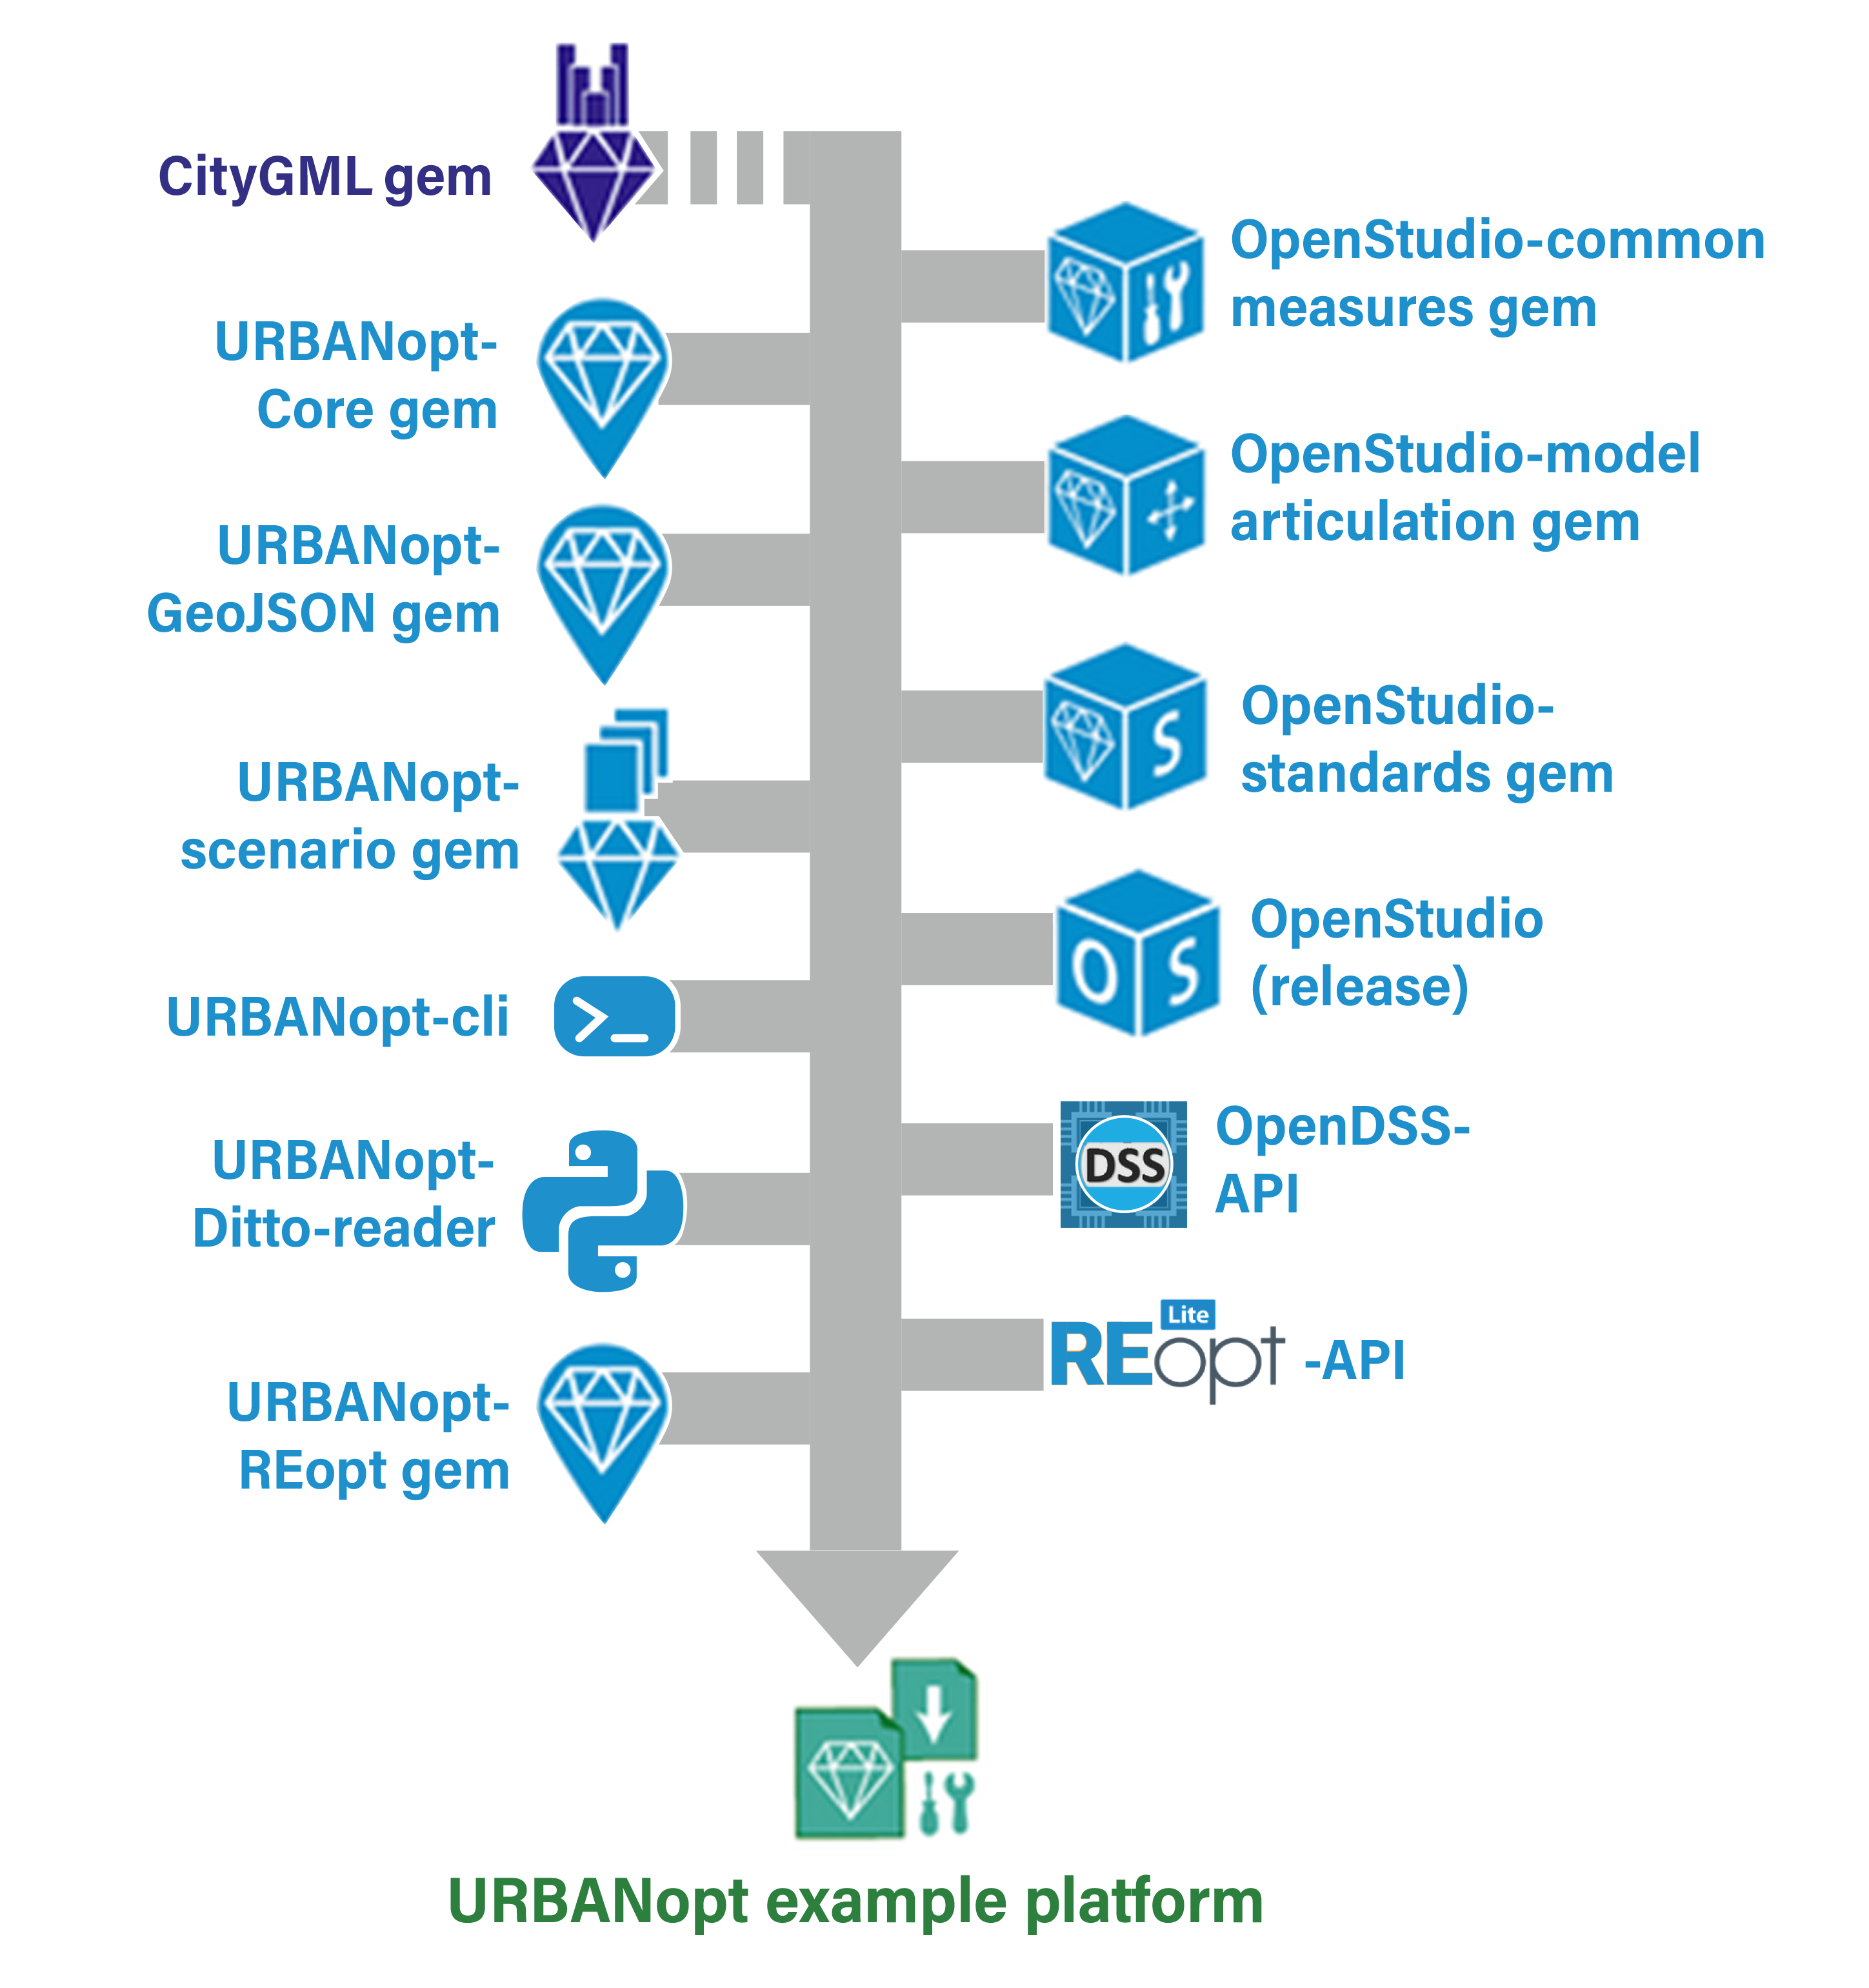 CityGML gem
URBANopt-
Core gem
URBANopt-
GeoJSON gem
URBANopt-
scenario gem
URBANopt-cli
URBANopt-
Ditto-reader
URBANopt-
REopt gem
OpenStudio-common
measures gem
OpenStudio-model
articulation gem
S
OpenStudio-
standards gem
O S
OpenStudio
(release)
DSS
OpenDSS-
API
Lite
REopt -API
URBANopt example platform